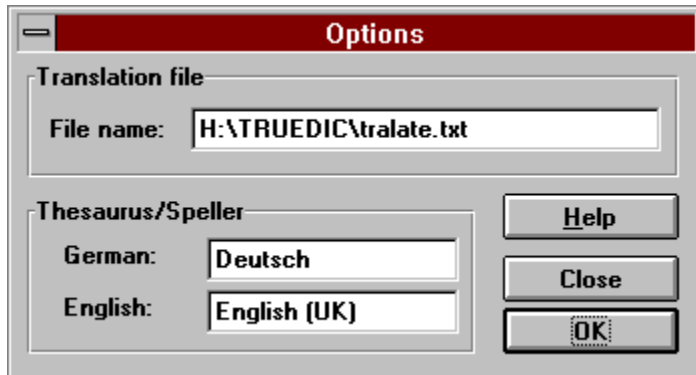 Options
Translation file
File name: H:\TRUEDIC\tralate.txt
Thesaurus/Speller
German: Deutsch
English: English (UK)
Help
Close
OK